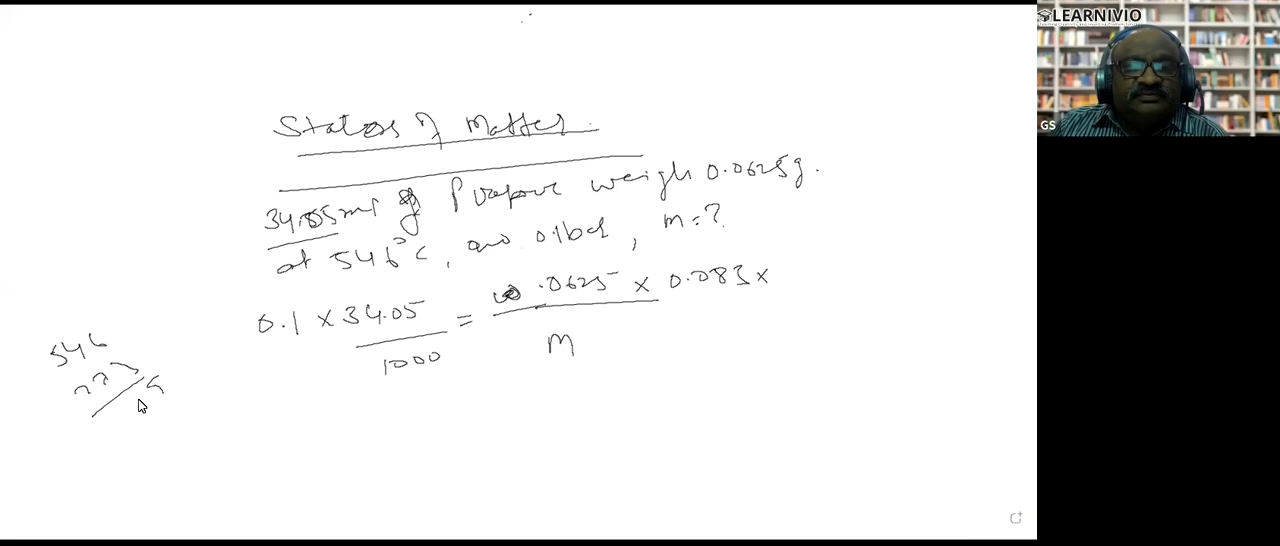 LEARNIVIO
GS
States of Matter
34.05 ml of P vapour weigh 0.0625g.
at 546°C, and 0.1 bar, M = ?
0.1 × 34.05 / 1000 = .0625 × 0.083 × / M
546
273